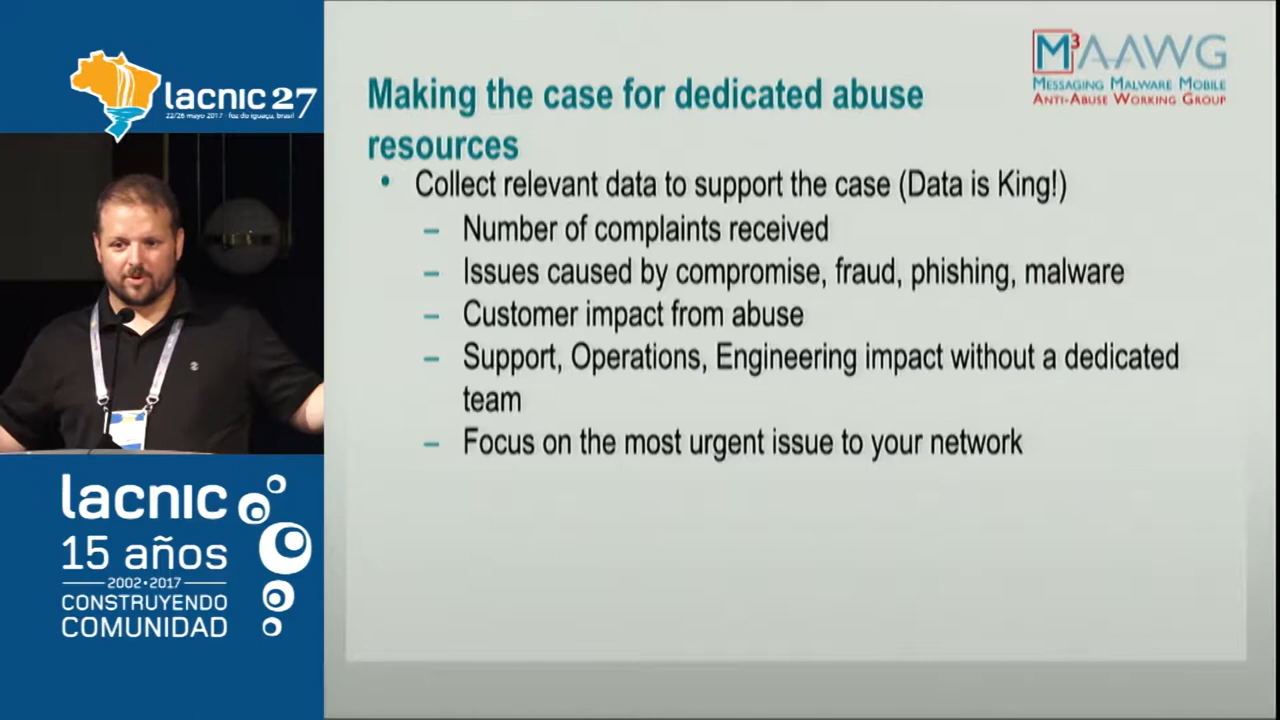 lacnic 27
22/26 mayo 2017 - foz do iguaçu, brasil
lacnic
15 años
2002•2017
CONSTRUYENDO
COMUNIDAD
M3AAWG
MESSAGING MALWARE MOBILE
ANTI-ABUSE WORKING GROUP
Making the case for dedicated abuse
resources
• Collect relevant data to support the case (Data is King!)
– Number of complaints received
– Issues caused by compromise, fraud, phishing, malware
– Customer impact from abuse
– Support, Operations, Engineering impact without a dedicated
team
– Focus on the most urgent issue to your network